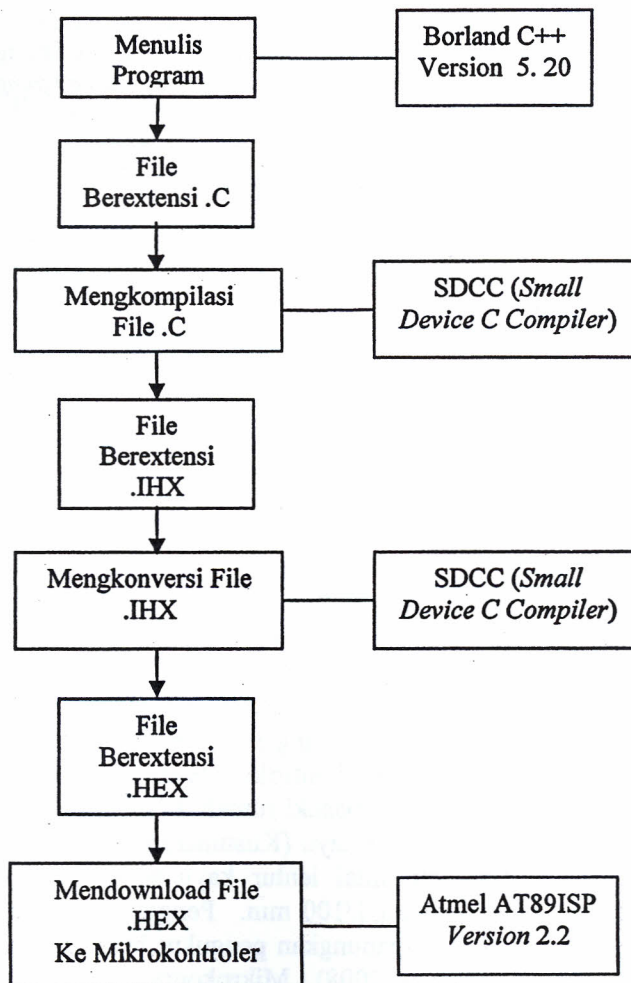 Menulis
Program
Borland C++
Version 5. 20
File
Berextensi .C
Mengkompilasi
File .C
SDCC (Small
Device C Compiler)
File
Berextensi
.IHX
Mengkonversi File
.IHX
SDCC (Small
Device C Compiler)
File
Berextensi
.HEX
Mendownload File
.HEX
Ke Mikrokontroler
Atmel AT89ISP
Version 2.2